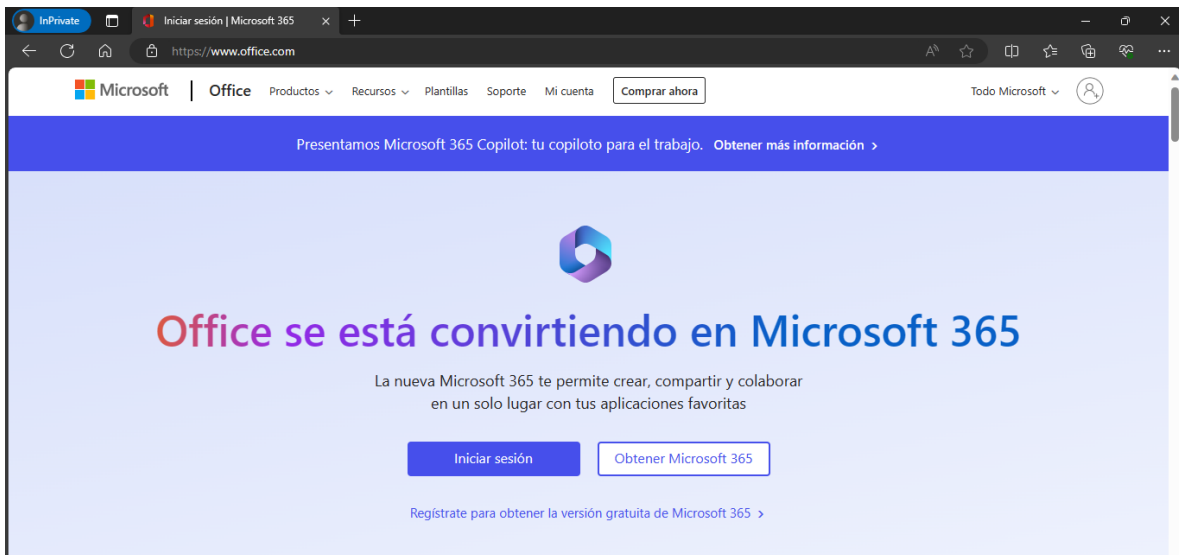 InPrivate
Iniciar sesión | Microsoft 365
https://www.office.com
Microsoft | Office Productos Recursos Plantillas Soporte Mi cuenta Comprar ahora Todo Microsoft
Presentamos Microsoft 365 Copilot: tu copiloto para el trabajo. Obtener más información >
Office se está convirtiendo en Microsoft 365
La nueva Microsoft 365 te permite crear, compartir y colaborar
en un solo lugar con tus aplicaciones favoritas
Iniciar sesión Obtener Microsoft 365
Regístrate para obtener la versión gratuita de Microsoft 365 >